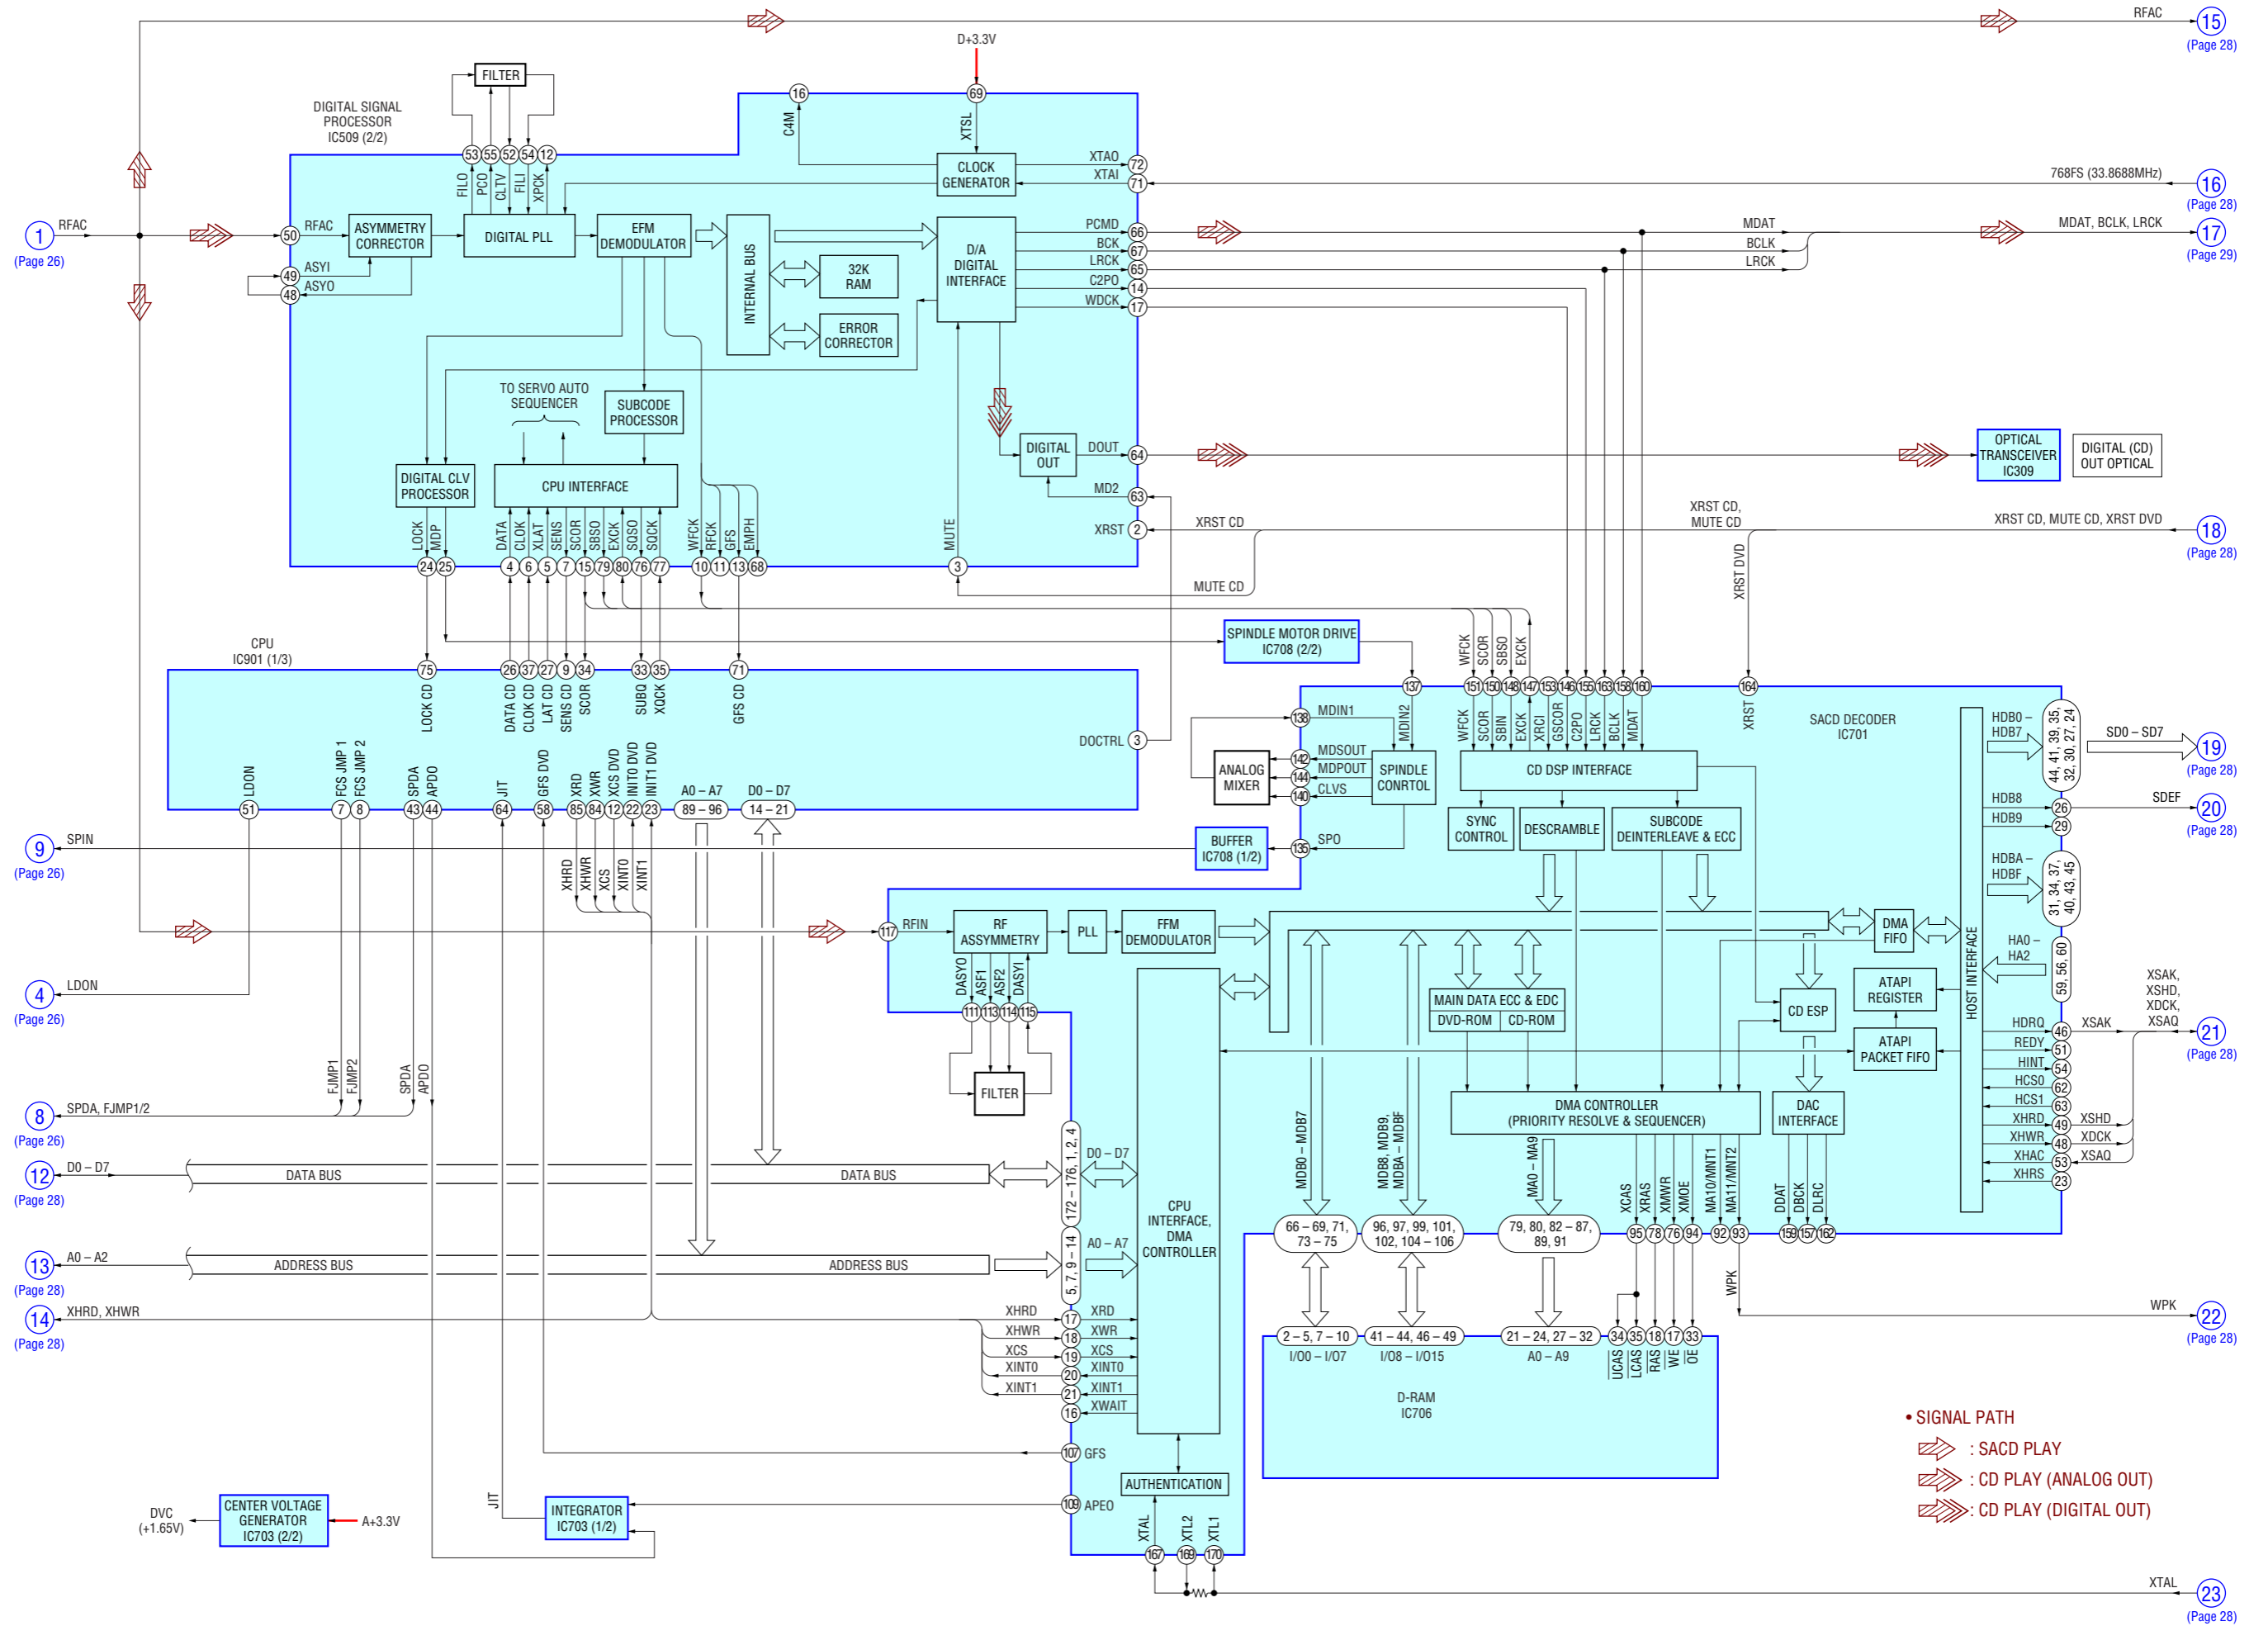 RFAC
15
(Page 28)
D+3.3V
FILTER
DIGITAL SIGNAL
PROCESSOR
IC509 (2/2)
16
69
C4M
XTSL
53
55
52
54
12
FILO
PCO
CLTV
FILI
XPCK
CLOCK
GENERATOR
XTAO
72
XTAI
71
768FS (33.8688MHz)
16
(Page 28)
1
RFAC
(Page 26)
50
RFAC
ASYMMETRY
CORRECTOR
DIGITAL PLL
EFM
DEMODULATOR
INTERNAL BUS
32K
RAM
ERROR
CORRECTOR
D/A
DIGITAL
INTERFACE
49
ASYI
48
ASYO
PCMD
66
BCK
67
LRCK
65
C2PO
14
WDCK
17
MDAT
BCLK
LRCK
MDAT, BCLK, LRCK
17
(Page 29)
TO SERVO AUTO
SEQUENCER
SUBCODE
PROCESSOR
DIGITAL CLV
PROCESSOR
CPU INTERFACE
DIGITAL
OUT
DOUT
64
MD2
63
XRST
2
OPTICAL
TRANSCEIVER
IC309
DIGITAL (CD)
OUT OPTICAL
XRST CD
XRST CD,
MUTE CD
XRST CD, MUTE CD, XRST DVD
18
(Page 28)
LOCK
MDP
DATA
CLOK
XLAT
SENS
SCOR
SBSO
EXCK
SQSO
SQCK
WFCK
RFCK
GFS
EMPH
MUTE
24
25
4
6
5
7
15
79
80
76
77
10
11
13
68
3
MUTE CD
XRST DVD
CPU
IC901 (1/3)
SPINDLE MOTOR DRIVE
IC708 (2/2)
WFCK
SCOR
SBSO
EXCK
75
26
37
27
9
34
33
35
71
LOCK CD
DATA CD
CLOK CD
LAT CD
SENS CD
SCOR
SUBQ
XQCK
GFS CD
DOCTRL
3
137
151
150
148
147
153
146
155
163
158
160
164
MDIN2
WFCK
SCOR
SBIN
EXCK
XRCI
GSCOR
C2PO
LRCK
BCLK
MDAT
XRST
SACD DECODER
IC701
138
MDIN1
142
MDSOUT
144
MDPOUT
140
CLVS
135
SPO
ANALOG
MIXER
SPINDLE
CONRTOL
CD DSP INTERFACE
SYNC
CONTROL
DESCRAMBLE
SUBCODE
DEINTERLEAVE & ECC
HDB0 –
HDB7
44, 41, 39, 35,
32, 30, 27, 24
SD0 – SD7
19
(Page 28)
HDB8
26
HDB9
29
SDEF
20
(Page 28)
HDBA –
HDBF
31, 34, 37,
40, 43, 45
LDON
FCS JMP 1
FCS JMP 2
SPDA
APDO
JIT
GFS DVD
XRD
XWR
XCS DVD
INIT0 DVD
INIT1 DVD
A0 – A7
D0 – D7
51
7
8
43
44
64
58
85
84
12
22
23
89 – 96
14 – 21
9
SPIN
(Page 26)
BUFFER
IC708 (1/2)
XHRD
XHWR
XCS
XINT0
XINT1
117
RFIN
RF
ASSYMMETRY
PLL
FFM
DEMODULATOR
DMA
FIFO
HOST INTERFACE
HA0 –
HA2
59, 56, 60
DASYO
ASF1
ASF2
DASYI
111
113
114
115
FILTER
MAIN DATA ECC & EDC
DVD-ROM
CD-ROM
CD ESP
ATAPI
REGISTER
ATAPI
PACKET FIFO
4
LDON
(Page 26)
HDRQ
46
XSAK
REDY
51
HINT
54
HCS0
62
HCS1
63
XHRD
49
XSHD
XHWR
48
XDCK
XHAC
53
XSAQ
XHRS
23
XSAK,
XSHD,
XDCK,
XSAQ
21
(Page 28)
FJMP1
FJMP2
SPDA
APDO
8
SPDA, FJMP1/2
(Page 26)
DMA CONTROLLER
(PRIORITY RESOLVE & SEQUENCER)
DAC
INTERFACE
12
D0 – D7
(Page 28)
DATA BUS
DATA BUS
172 – 176, 1, 2, 4
D0 – D7
CPU
INTERFACE,
DMA
CONTROLLER
MDB0 – MDB7
MDB8, MDB9,
MDBA – MDBF
MA0 – MA9
XCAS
XRAS
XMWR
XMOE
MA10/MNT1
MA11/MNT2
DDAT
DBCK
DLRC
13
A0 – A2
(Page 28)
ADDRESS BUS
ADDRESS BUS
5, 7, 9 – 14
A0 – A7
66 – 69, 71,
73 – 75
96, 97, 99, 101,
102, 104 – 106
79, 80, 82 – 87,
89, 91
95
78
76
94
92
93
159
157
162
WPK
14
XHRD, XHWR
(Page 28)
XHRD
17
XRD
XHWR
18
XWR
XCS
19
XCS
XINT0
20
XINT0
XINT1
21
XINT1
16
XWAIT
WPK
22
(Page 28)
2 – 5, 7 – 10
41 – 44, 46 – 49
21 – 24, 27 – 32
34
35
18
17
33
I/O0 – I/O7
I/O8 – I/O15
A0 – A9
UCAS
LCAS
RAS
WE
OE
D-RAM
IC706
107
GFS
AUTHENTICATION
109
APEO
JIT
DVC
(+1.65V)
CENTER VOLTAGE
GENERATOR
IC703 (2/2)
A+3.3V
INTEGRATOR
IC703 (1/2)
XTAL
XTL2
XTL1
167
169
170
• SIGNAL PATH
: SACD PLAY
: CD PLAY (ANALOG OUT)
: CD PLAY (DIGITAL OUT)
XTAL
23
(Page 28)